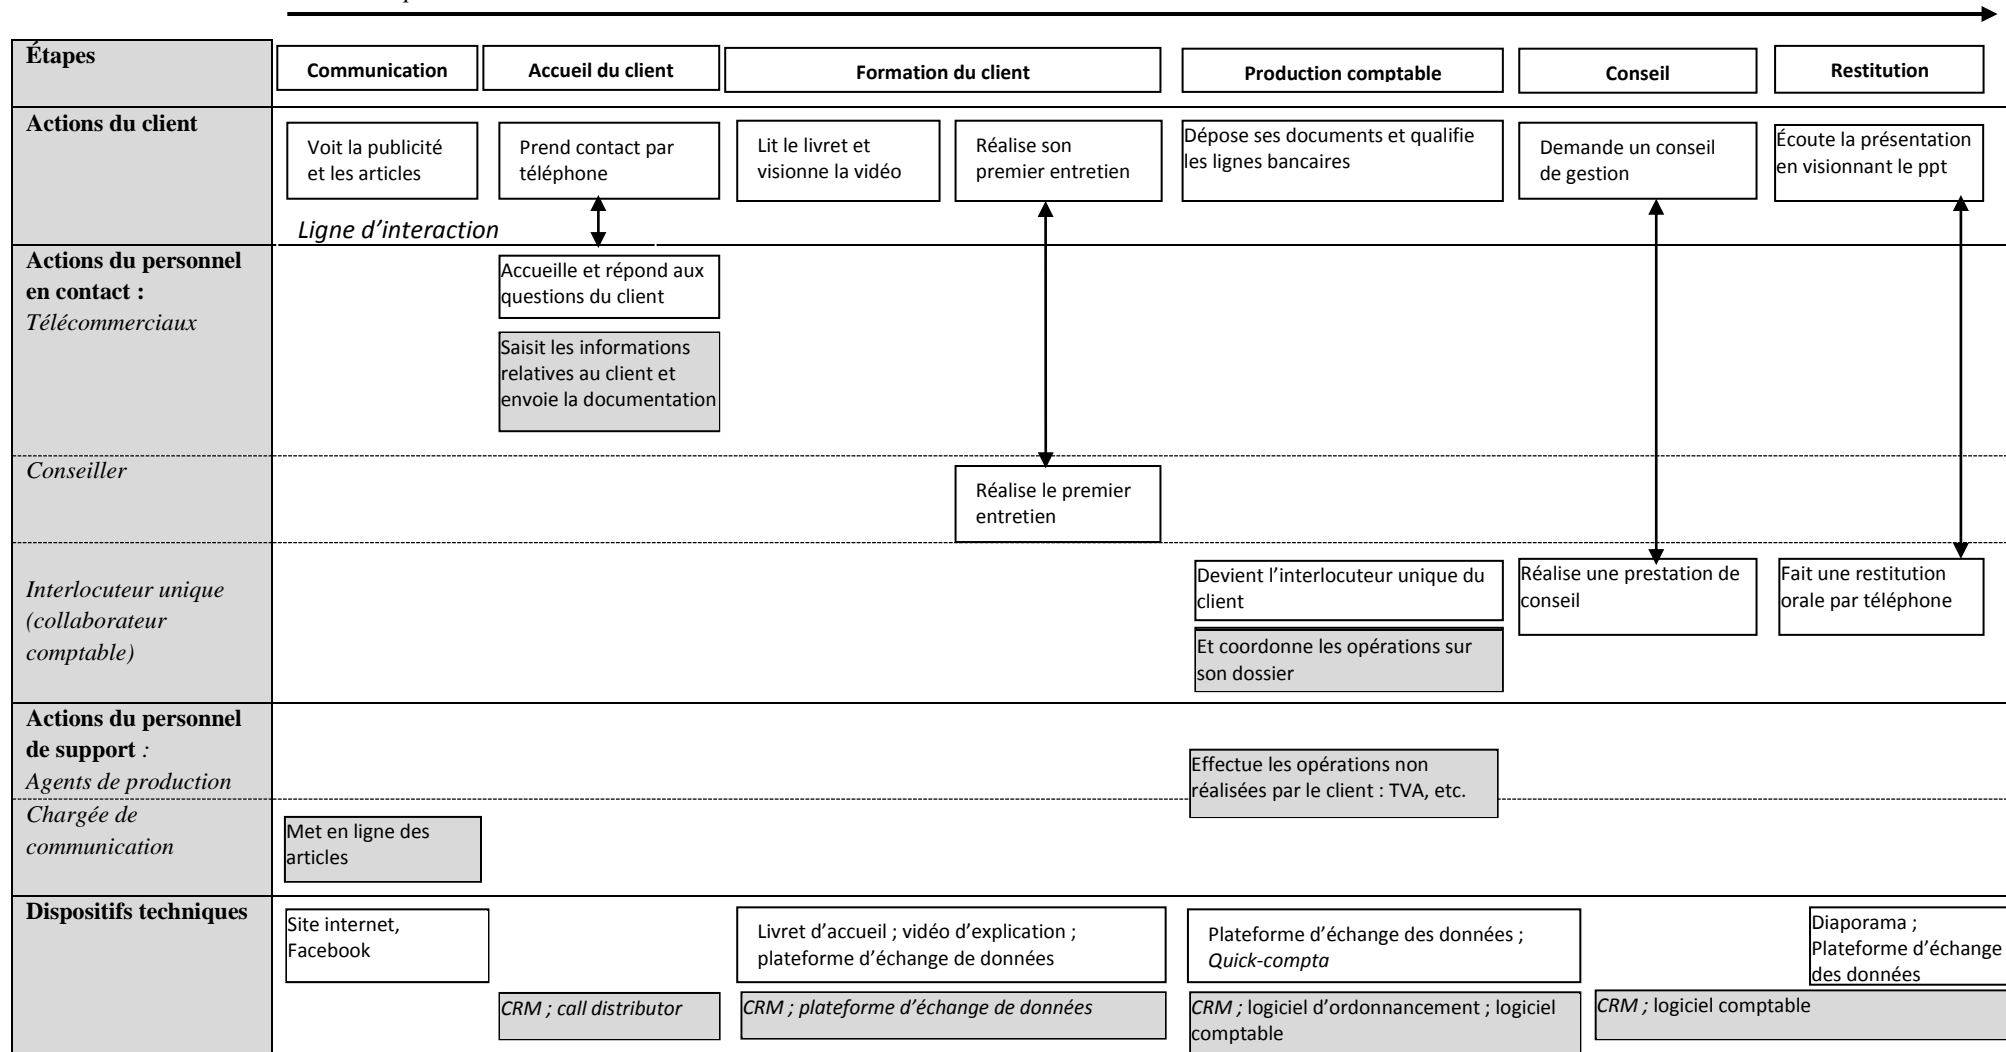 Étapes
Communication
Accueil du client
Formation du client
Production comptable
Conseil
Restitution
Actions du client
Voit la publicité
et les articles
Prend contact par
téléphone
Lit le livret et
visionne la vidéo
Réalise son
premier entretien
Dépose ses documents et qualifie
les lignes bancaires
Demande un conseil
de gestion
Écoute la présentation
en visionnant le ppt
Ligne d’interaction
Actions du personnel
en contact :
Télécommerciaux
Accueille et répond aux
questions du client
Saisit les informations
relatives au client et
envoie la documentation
Conseiller
Réalise le premier
entretien
Interlocuteur unique
(collaborateur
comptable)
Devient l’interlocuteur unique du
client
Et coordonne les opérations sur
son dossier
Réalise une prestation de
conseil
Fait une restitution
orale par téléphone
Actions du personnel
de support :
Agents de production
Effectue les opérations non
réalisées par le client : TVA, etc.
Chargée de
communication
Met en ligne des
articles
Dispositifs techniques
Site internet,
Facebook
Livret d’accueil ; vidéo d’explication ;
plateforme d’échange de données
Plateforme d’échange des données ;
Quick-compta
Diaporama ;
Plateforme d’échange
des données
CRM ; call distributor
CRM ; plateforme d’échange de données
CRM ; logiciel d’ordonnancement ; logiciel
comptable
CRM ; logiciel comptable